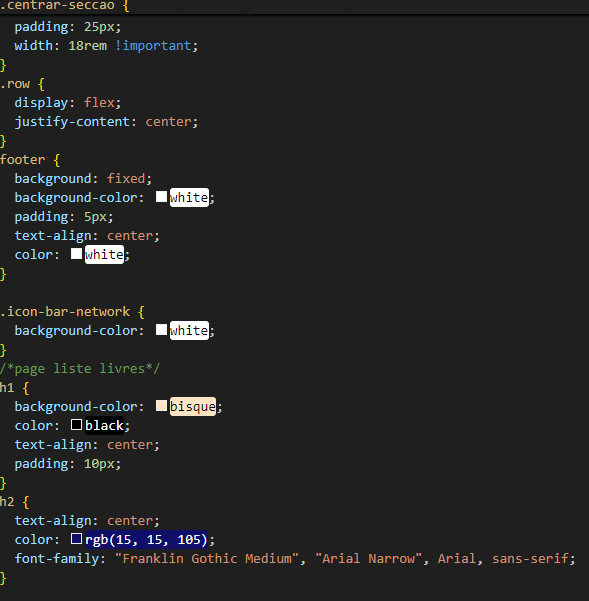 .centrar-seccao {
padding: 25px;
width: 18rem !important;
}
.row {
display: flex;
justify-content: center;
}
footer {
background: fixed;
background-color: white;
padding: 5px;
text-align: center;
color: white;
}
.icon-bar-network {
background-color: white;
}
/*page liste livres*/
h1 {
background-color: bisque;
color: black;
text-align: center;
padding: 10px;
}
h2 {
text-align: center;
color: rgb(15, 15, 105);
font-family: "Franklin Gothic Medium", "Arial Narrow", Arial, sans-serif;
}